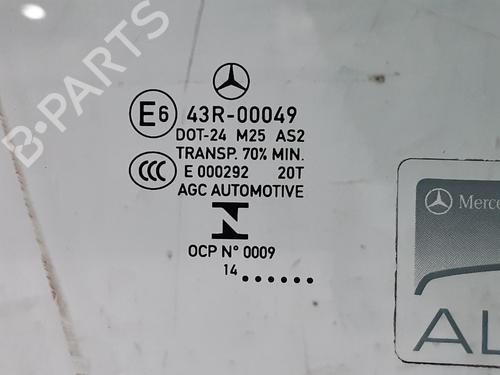 B-PARTS
E6 43R-00049
DOT-24 M25 AS2
TRANSP. 70% MIN.
CCC E 000292 20T
AGC AUTOMOTIVE
N
OCP N° 0009
14 ......
Merce
AL